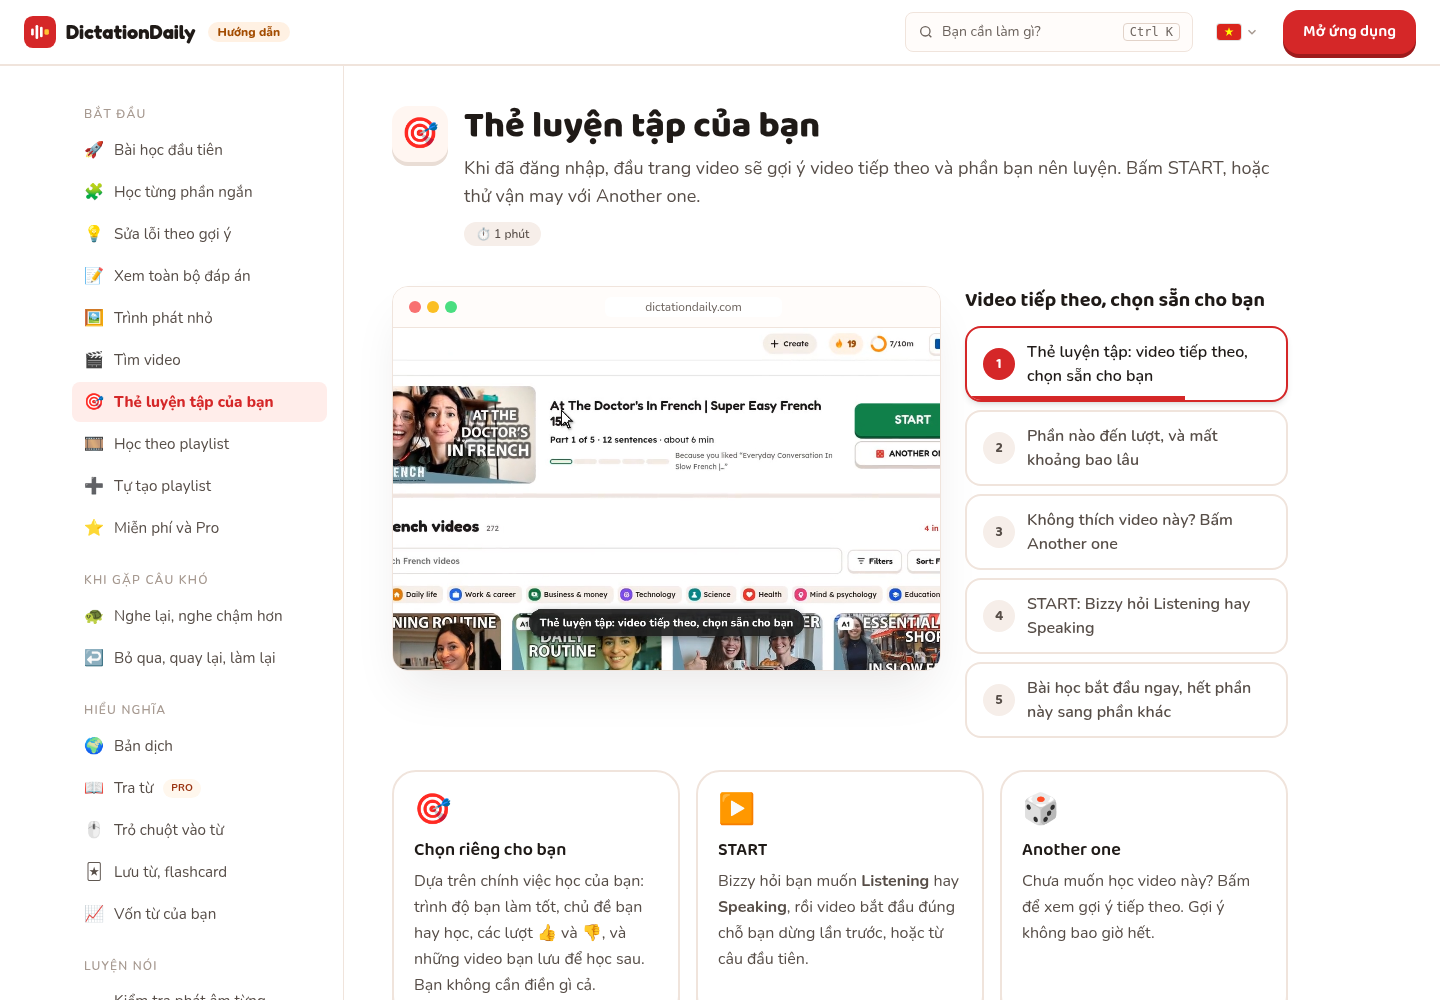 DictationDaily
Hướng dẫn
Bạn cần làm gì?
Ctrl K
Mở ứng dụng
BẮT ĐẦU
Bài học đầu tiên
Học từng phần ngắn
Sửa lỗi theo gợi ý
Xem toàn bộ đáp án
Trình phát nhỏ
Tìm video
Thẻ luyện tập của bạn
Học theo playlist
Tự tạo playlist
Miễn phí và Pro
KHI GẶP CÂU KHÓ
Nghe lại, nghe chậm hơn
Bỏ qua, quay lại, làm lại
HIỂU NGHĨA
Bản dịch
Tra từ PRO
Trỏ chuột vào từ
Lưu từ, flashcard
Vốn từ của bạn
LUYỆN NÓI
Kiểm tra phát âm từng
Thẻ luyện tập của bạn
Khi đã đăng nhập, đầu trang video sẽ gợi ý video tiếp theo và phần bạn nên luyện. Bấm START, hoặc
thử vận may với Another one.
1 phút
dictationdaily.com
Create
19
7/10m
AT THE
DOCTOR'S
IN FRENCH
ENCH
At The Doctor's In French | Super Easy French
15
Part 1 of 5 · 12 sentences · about 6 min
Because you liked "Everyday Conversation In
Slow French |..."
START
ANOTHER O
ench videos 272
4 in
ch French videos
Filters
Sort: F
Daily life
Work & career
Business & money
Technology
Science
Health
Mind & psychology
Education
NING ROUTINE
A1
DAILY
ROUTINE
ER
A1
ESSENTIAL
SHOP
IN SLOW F
Thẻ luyện tập: video tiếp theo, chọn sẵn cho bạn
Video tiếp theo, chọn sẵn cho bạn
1
Thẻ luyện tập: video tiếp theo,
chọn sẵn cho bạn
2
Phần nào đến lượt, và mất
khoảng bao lâu
3
Không thích video này? Bấm
Another one
4
START: Bizzy hỏi Listening hay
Speaking
5
Bài học bắt đầu ngay, hết phần
này sang phần khác
Chọn riêng cho bạn
Dựa trên chính việc học của bạn:
trình độ bạn làm tốt, chủ đề bạn
hay học, các lượt 👍 và 👎, và
những video bạn lưu để học sau.
Bạn không cần điền gì cả.
START
Bizzy hỏi bạn muốn Listening hay
Speaking, rồi video bắt đầu đúng
chỗ bạn dừng lần trước, hoặc từ
câu đầu tiên.
Another one
Chưa muốn học video này? Bấm
để xem gợi ý tiếp theo. Gợi ý
không bao giờ hết.